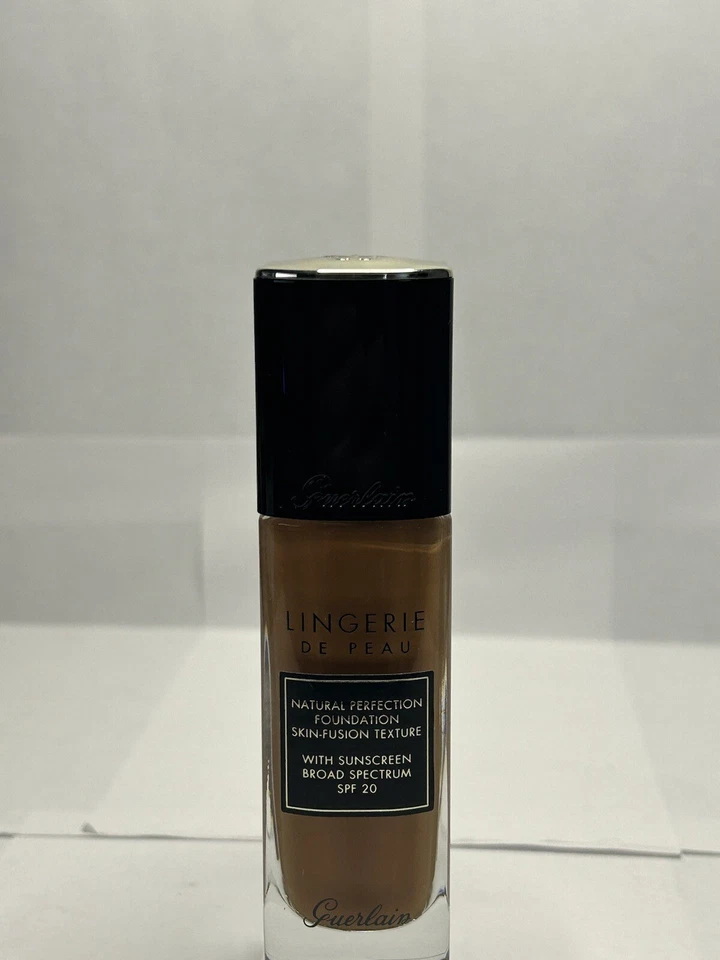 Guerlain
LINGERIE
DE PEAU
NATURAL PERFECTION
FOUNDATION
SKIN-FUSION TEXTURE
WITH SUNSCREEN
BROAD SPECTRUM
SPF 20
Guerlain